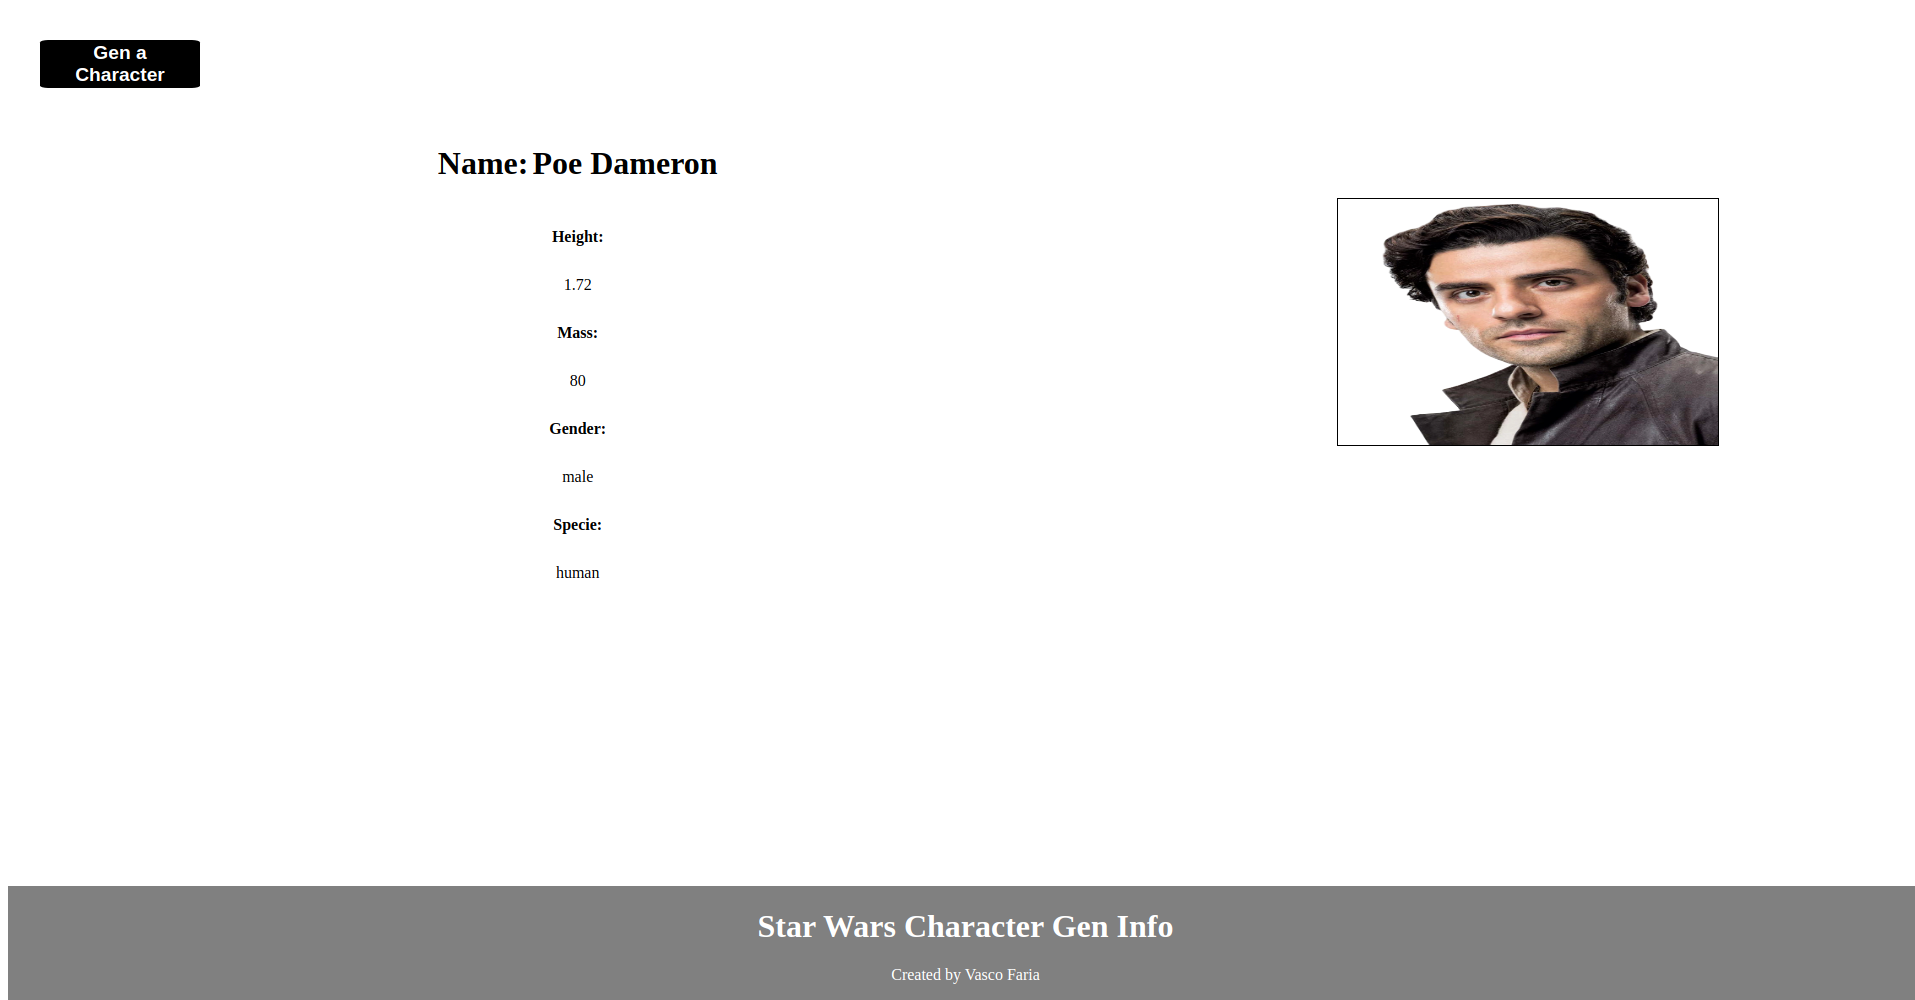 Gen a
Character
Name: Poe Dameron
Height:
1.72
Mass:
80
Gender:
male
Specie:
human
Star Wars Character Gen Info
Created by Vasco Faria